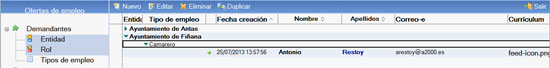 Ofertas de empleo
Nuevo Editar Eliminar Duplicar Salir
Demandantes
Entidad
Rol
Tipos de empleo
Entida Tipo de empleo Fecha creación Nombre Apellidos Correo-e Curriculum
Ayuntamiento de Antas
Ayuntamiento de Fiñana
Camarero
25/07/2013 13:57:56 Antonio Restoy arestoy@a2000.es feed-icon.pn